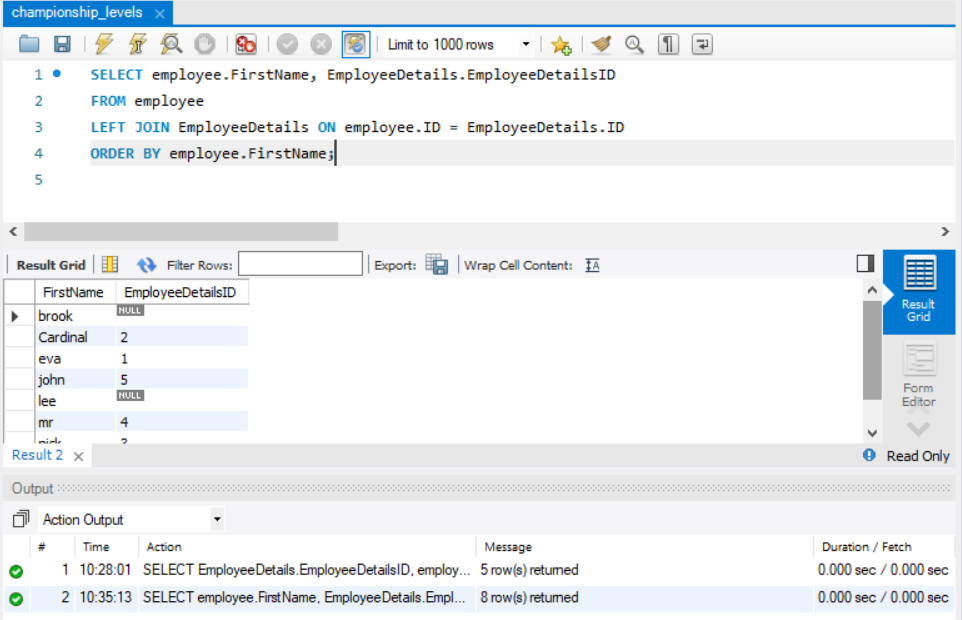 championship_levels
Limit to 1000 rows
1 SELECT employee.FirstName, EmployeeDetails.EmployeeDetailsID
2 FROM employee
3 LEFT JOIN EmployeeDetails ON employee.ID = EmployeeDetails.ID
4 ORDER BY employee.FirstName;
5
Result Grid Filter Rows: Export: Wrap Cell Content:
FirstName EmployeeDetailsID
brook NULL
Cardinal 2
eva 1
john 5
lee NULL
mr 4
Result Grid
Form Editor
Result 2 Read Only
Output
Action Output
# Time Action Message Duration / Fetch
1 10:28:01 SELECT EmployeeDetails.EmployeeDetailsID, employ... 5 row(s) returned 0.000 sec / 0.000 sec
2 10:35:13 SELECT employee.FirstName, EmployeeDetails.Empl... 8 row(s) returned 0.000 sec / 0.000 sec